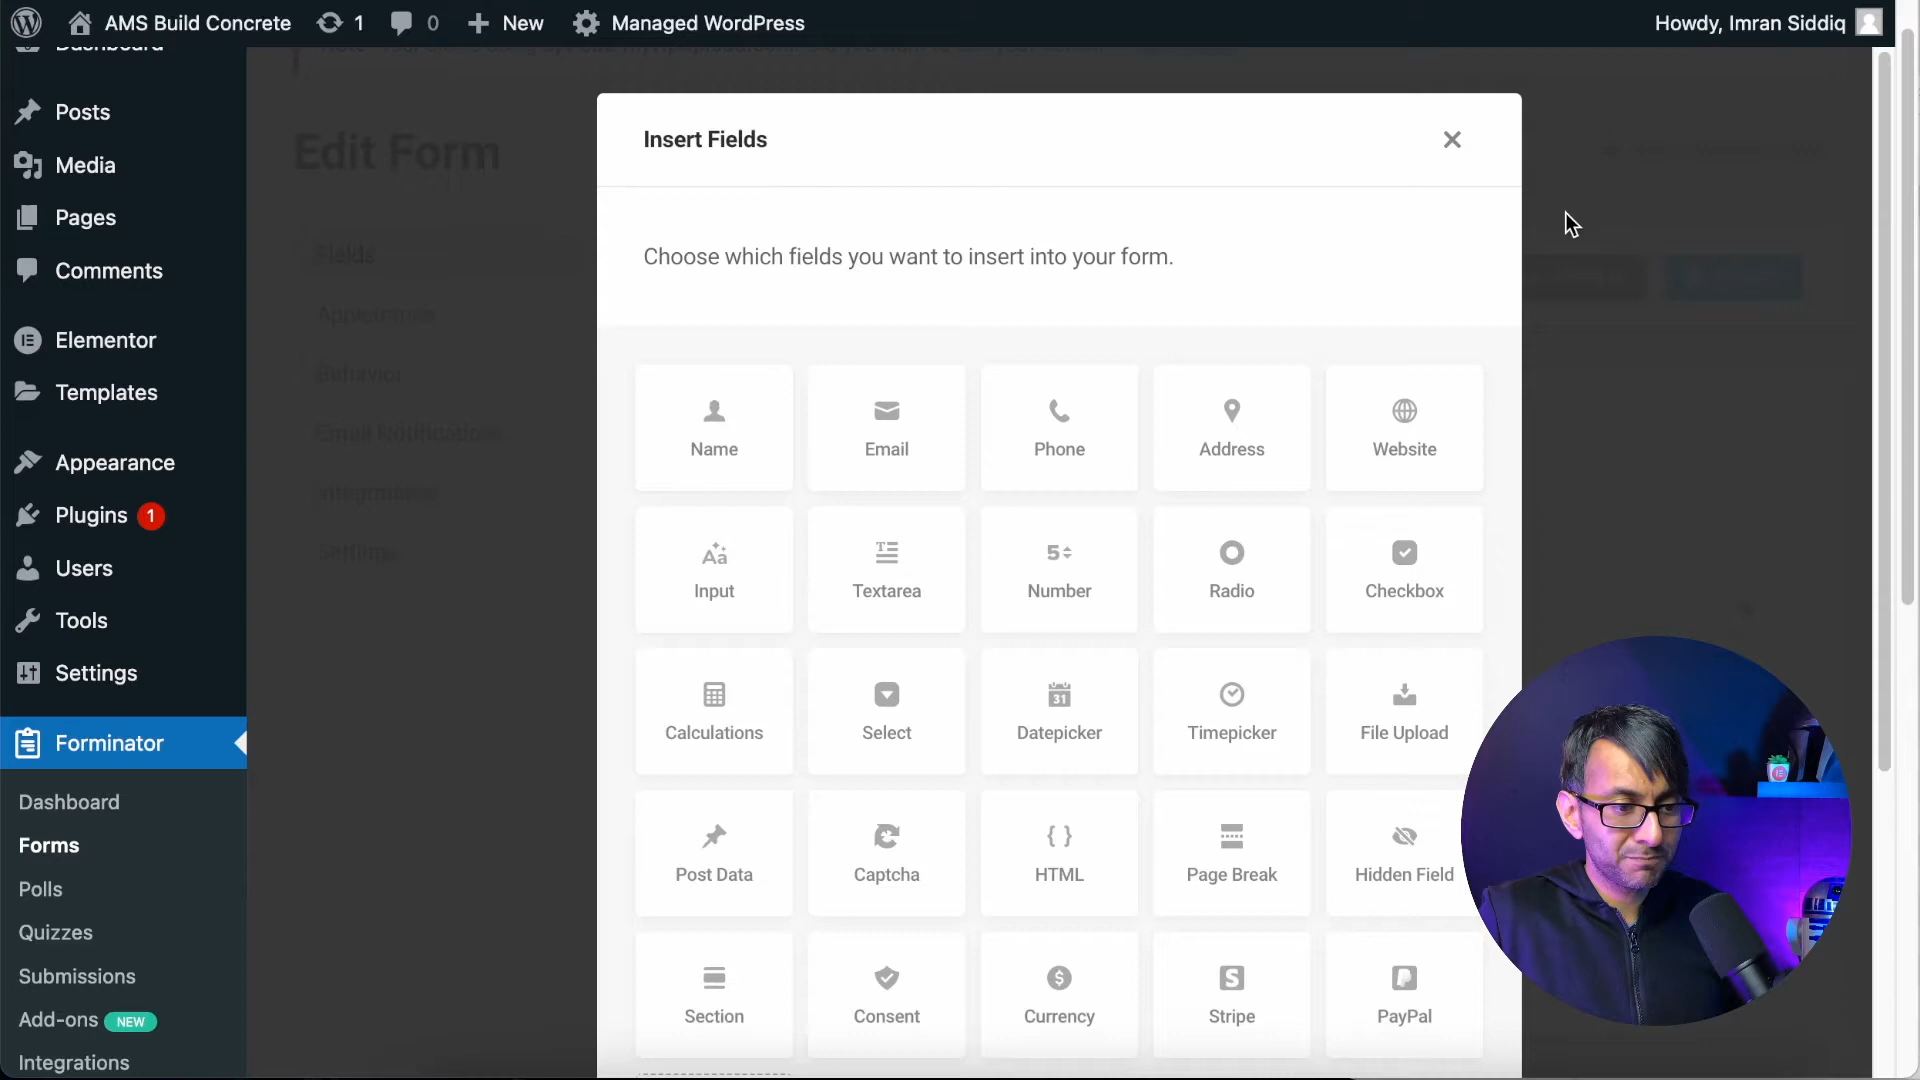 AMS Build Concrete 1 0 New Managed WordPress Howdy, Imran Siddiq
Dashboard
Posts
Media
Pages
Comments
Elementor
Templates
Appearance
Plugins 1
Users
Tools
Settings
Forminator
Dashboard
Forms
Polls
Quizzes
Submissions
Add-ons NEW
Integrations
Edit Form
Fields
Appearance
Behavior
Email Notifications
Integrations
Settings
Insert Fields
Choose which fields you want to insert into your form.
Name Email Phone Address Website
Input Textarea Number Radio Checkbox
Calculations Select Datepicker Timepicker File Upload
Post Data Captcha HTML Page Break Hidden Field
Section Consent Currency Stripe PayPal